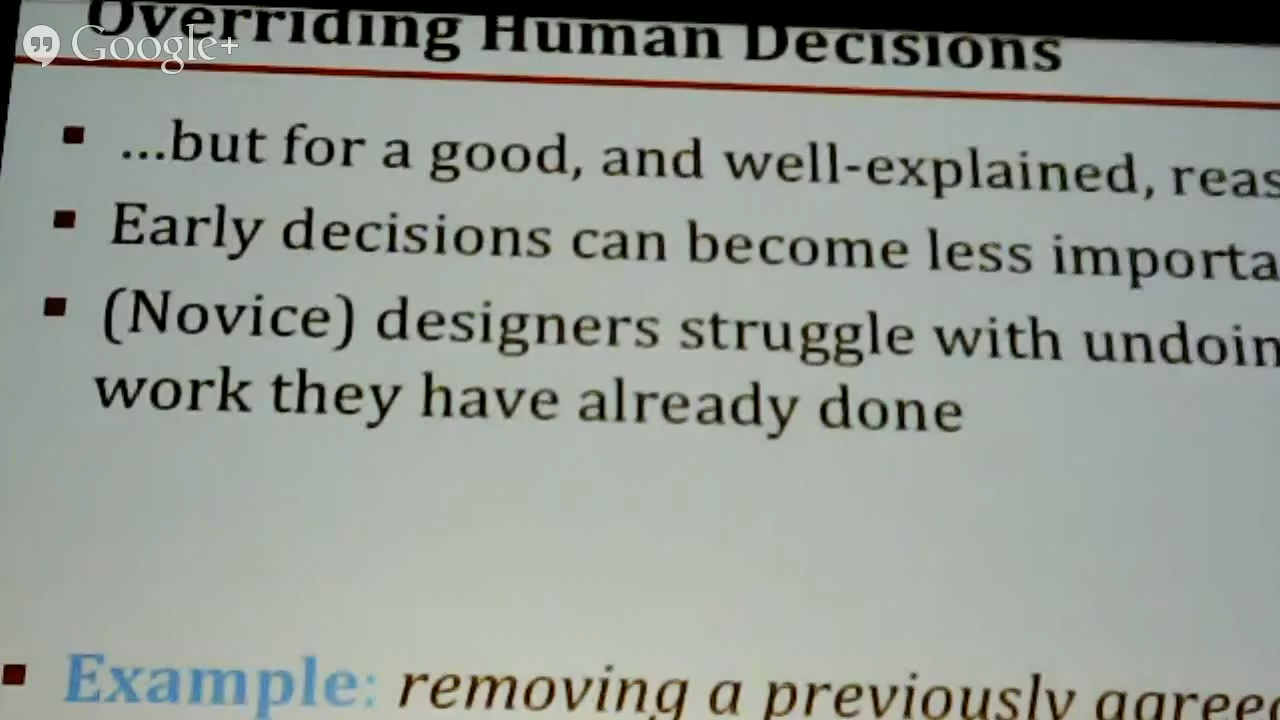 Google+
Overriding Human Decisions
...but for a good, and well-explained, reas
Early decisions can become less importa
(Novice) designers struggle with undoin
work they have already done
Example: removing a previously agreed